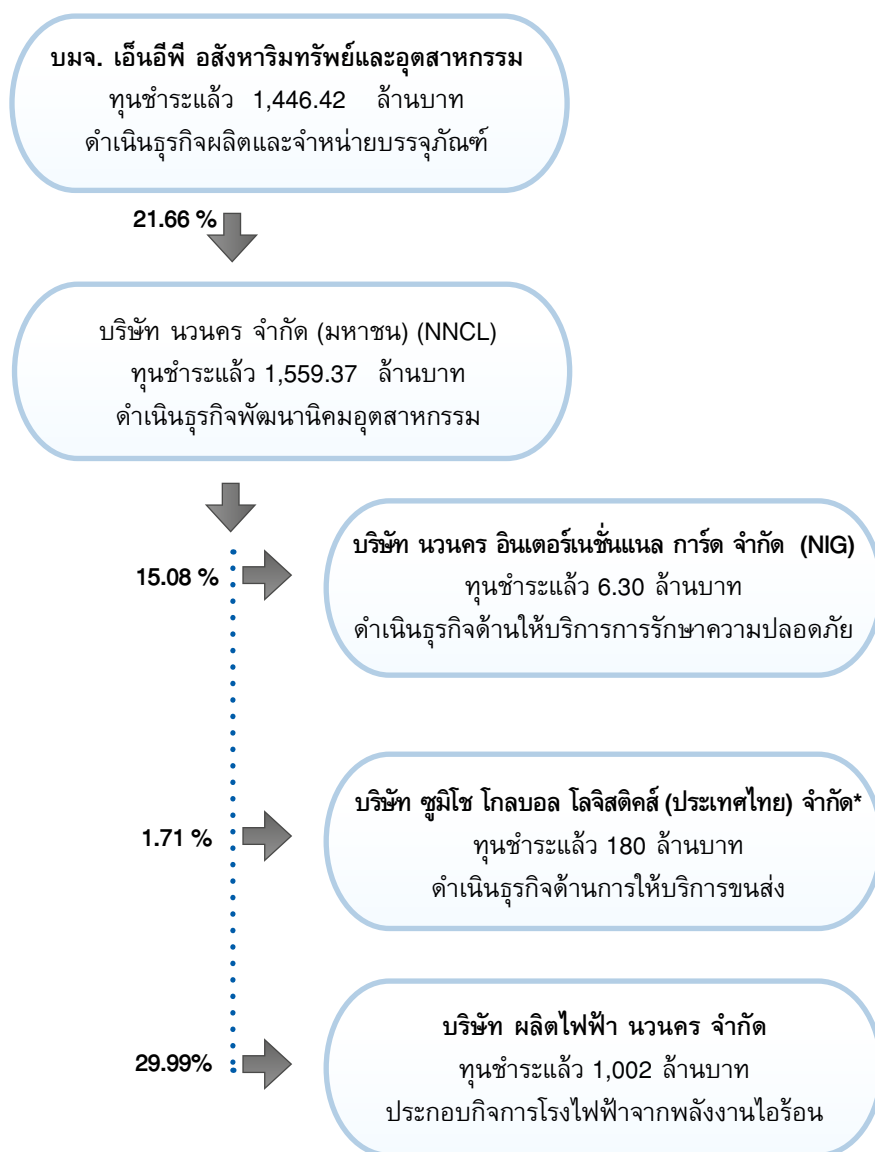 บมจ. เอ็นอีพี อสังหาริมทรัพย์และอุตสาหกรรม
ทุนชำระแล้ว 1,446.42 ล้านบาท
ดำเนินธุรกิจผลิตและจำหน่ายบรรจุภัณฑ์
21.66 %
บริษัท นวนคร จำกัด (มหาชน) (NNCL)
ทุนชำระแล้ว 1,559.37 ล้านบาท
ดำเนินธุรกิจพัฒนานิคมอุตสาหกรรม
15.08 %
บริษัท นวนคร อินเตอร์เนชั่นแนล การ์ด จำกัด (NIG)
ทุนชำระแล้ว 6.30 ล้านบาท
ดำเนินธุรกิจด้านให้บริการการรักษาความปลอดภัย
1.71 %
บริษัท ซูมิโช โกลบอล โลจิสติคส์ (ประเทศไทย) จำกัด*
ทุนชำระแล้ว 180 ล้านบาท
ดำเนินธุรกิจด้านการให้บริการขนส่ง
29.99%
บริษัท ผลิตไฟฟ้า นวนคร จำกัด
ทุนชำระแล้ว 1,002 ล้านบาท
ประกอบกิจการโรงไฟฟ้าจากพลังงานไอร้อน